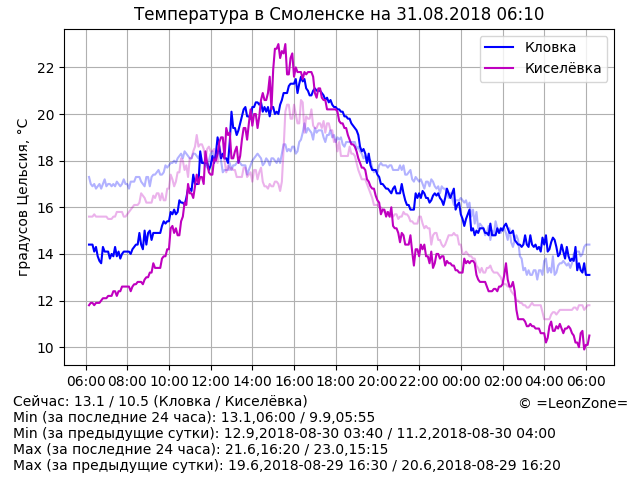 Температура в Смоленске на 31.08.2018 06:10
Кловка
Киселёвка
градусов Цельсия, °C
22
20
18
16
14
12
10
06:00 08:00 10:00 12:00 14:00 16:00 18:00 20:00 22:00 00:00 02:00 04:00 06:00
Сейчас: 13.1 / 10.5 (Кловка / Киселёвка)
© =LeonZone=
Min (за последние 24 часа): 13.1,06:00 / 9.9,05:55
Min (за предыдущие сутки): 12.9,2018-08-30 03:40 / 11.2,2018-08-30 04:00
Max (за последние 24 часа): 21.6,16:20 / 23.0,15:15
Max (за предыдущие сутки): 19.6,2018-08-29 16:30 / 20.6,2018-08-29 16:20